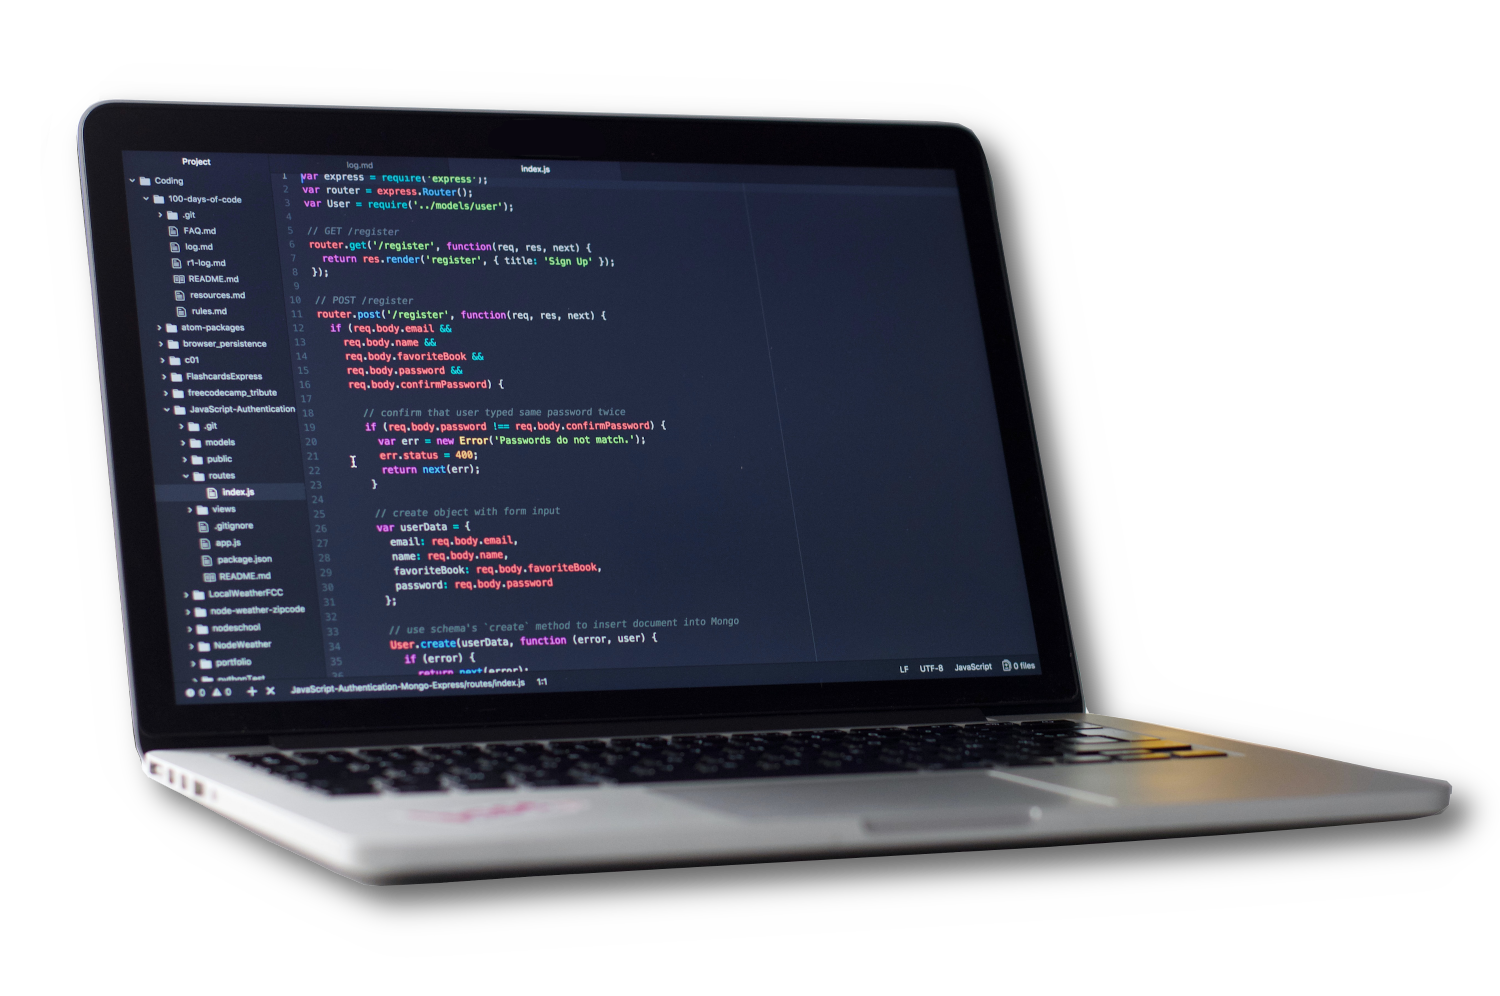 Project
Coding
100-days-of-code
.git
FAQ.md
log.md
r1-log.md
README.md
resources.md
rules.md
atom-packages
browser_persistence
c01
FlashcardsExpress
freecodecamp_tribute
JavaScript-Authentication
.git
models
public
routes
index.js
views
.gitignore
app.js
package.json
README.md
LocalWeatherFCC
node-weather-zipcode
nodeschool
NodeWeather
portfolio
pythonTest
log.md
index.js
1 var express = require('express');
2 var router = express.Router();
3 var User = require('../models/user');
4
5 // GET /register
6 router.get('/register', function(req, res, next) {
7 return res.render('register', { title: 'Sign Up' });
8 });
9
10 // POST /register
11 router.post('/register', function(req, res, next) {
12 if (req.body.email &&
13 req.body.name &&
14 req.body.favoriteBook &&
15 req.body.password &&
16 req.body.confirmPassword) {
17
18 // confirm that user typed same password twice
19 if (req.body.password !== req.body.confirmPassword) {
20 var err = new Error('Passwords do not match.');
21 err.status = 400;
22 return next(err);
23 }
24
25 // create object with form input
26 var userData = {
27 email: req.body.email,
28 name: req.body.name,
29 favoriteBook: req.body.favoriteBook,
30 password: req.body.password
31 };
32
33 // use schema's `create` method to insert document into Mongo
34 User.create(userData, function (error, user) {
35 if (error) {
36 return next(error);
0 0 JavaScript-Authentication-Mongo-Express/routes/index.js 1:1 LF UTF-8 JavaScript 0 files